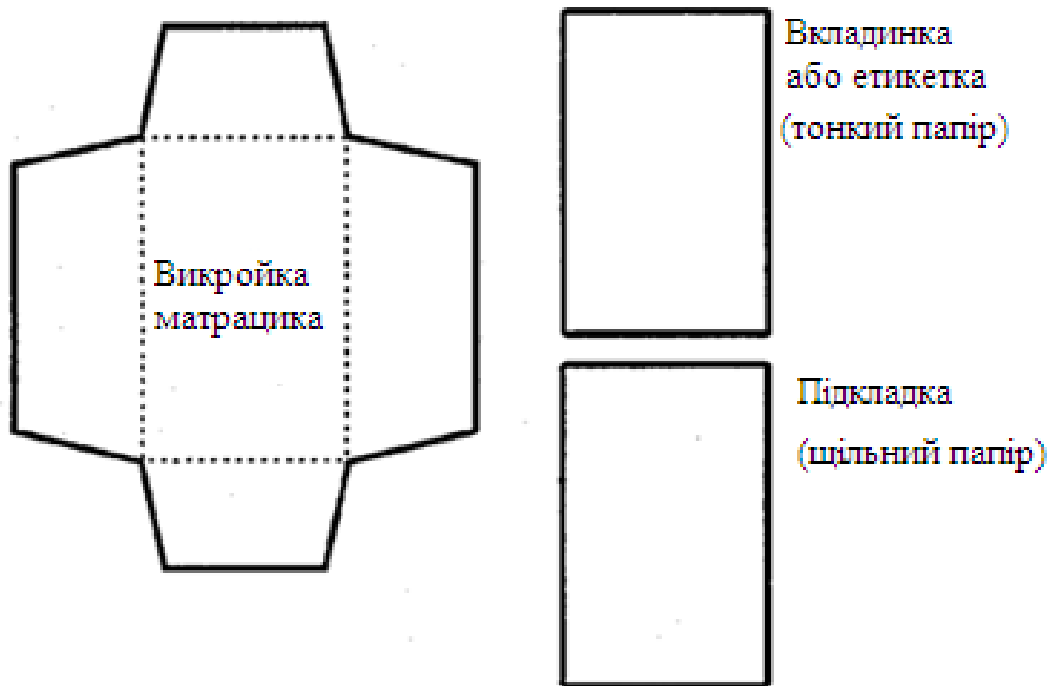 Вкладинка
або етикетка
(тонкий папір)
Викройка
матрацика
Підкладка
(щільний папір)